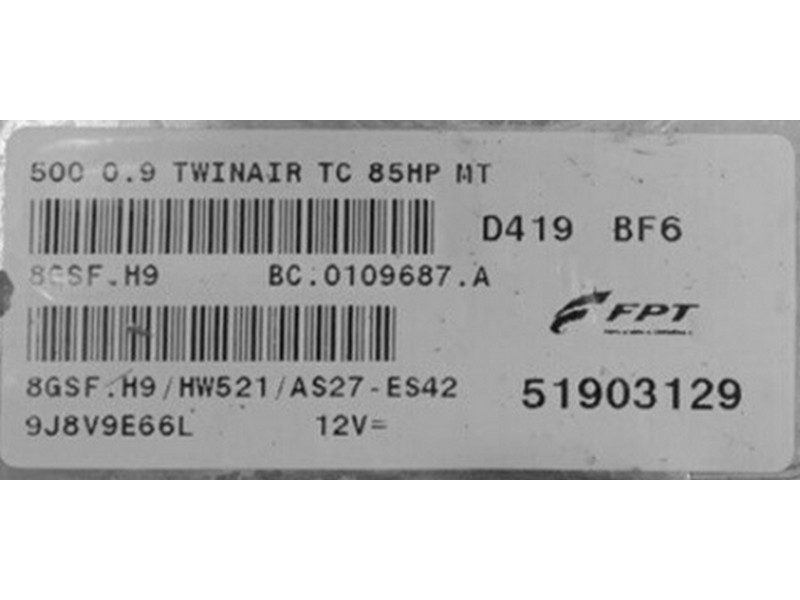 500 0.9 TWINAIR TC 85HP MT
D419 BF6
8GSF.H9 BC.0109687.A
FPT
8GSF.H9/HW521/AS27-ES42
51903129
9J8V9E66L 12V=